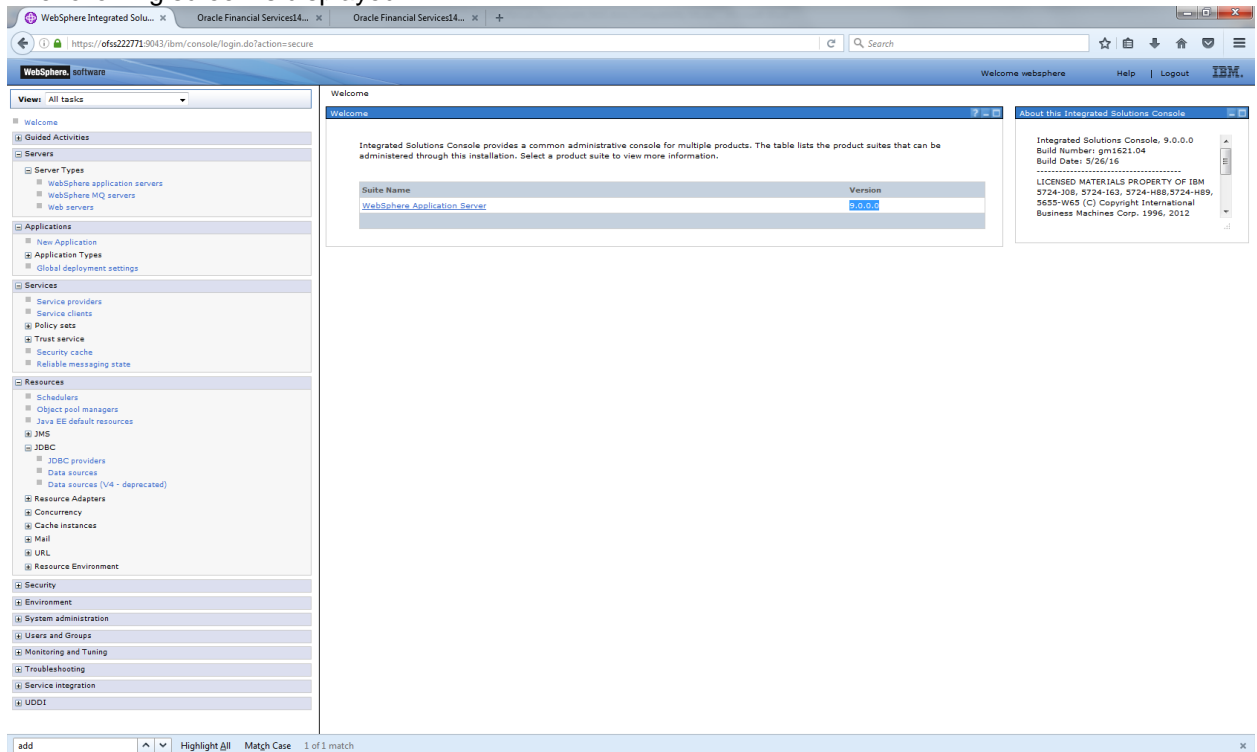 WebSphere Integrated Solu... ×
Oracle Financial Services14... ×
Oracle Financial Services14... ×
+
https://ofss222771:9043/ibm/console/login.do?action=secure
Search
WebSphere. software
Welcome websphere Help | Logout IBM.
View: All tasks
Welcome
Guided Activities
Servers
Server Types
WebSphere application servers
WebSphere MQ servers
Web servers
Applications
New Application
Application Types
Global deployment settings
Services
Service providers
Service clients
Policy sets
Trust service
Security cache
Reliable messaging state
Resources
Schedulers
Object pool managers
Java EE default resources
JMS
JDBC
JDBC providers
Data sources
Data sources (V4 - deprecated)
Resource Adapters
Concurrency
Cache instances
Mail
URL
Resource Environment
Security
Environment
System administration
Users and Groups
Monitoring and Tuning
Troubleshooting
Service integration
UDDI
Welcome
Welcome
Integrated Solutions Console provides a common administrative console for multiple products. The table lists the product suites that can be
administered through this installation. Select a product suite to view more information.
Suite Name Version
WebSphere Application Server 9.0.0.0
About this Integrated Solutions Console
Integrated Solutions Console, 9.0.0.0
Build Number: gm1621.04
Build Date: 5/26/16
----------------------------------
LICENSED MATERIALS PROPERTY OF IBM
5724-J08, 5724-I63, 5724-H88,5724-H89,
5655-W65 (C) Copyright International
Business Machines Corp. 1996, 2012
add Highlight All Match Case 1 of 1 match